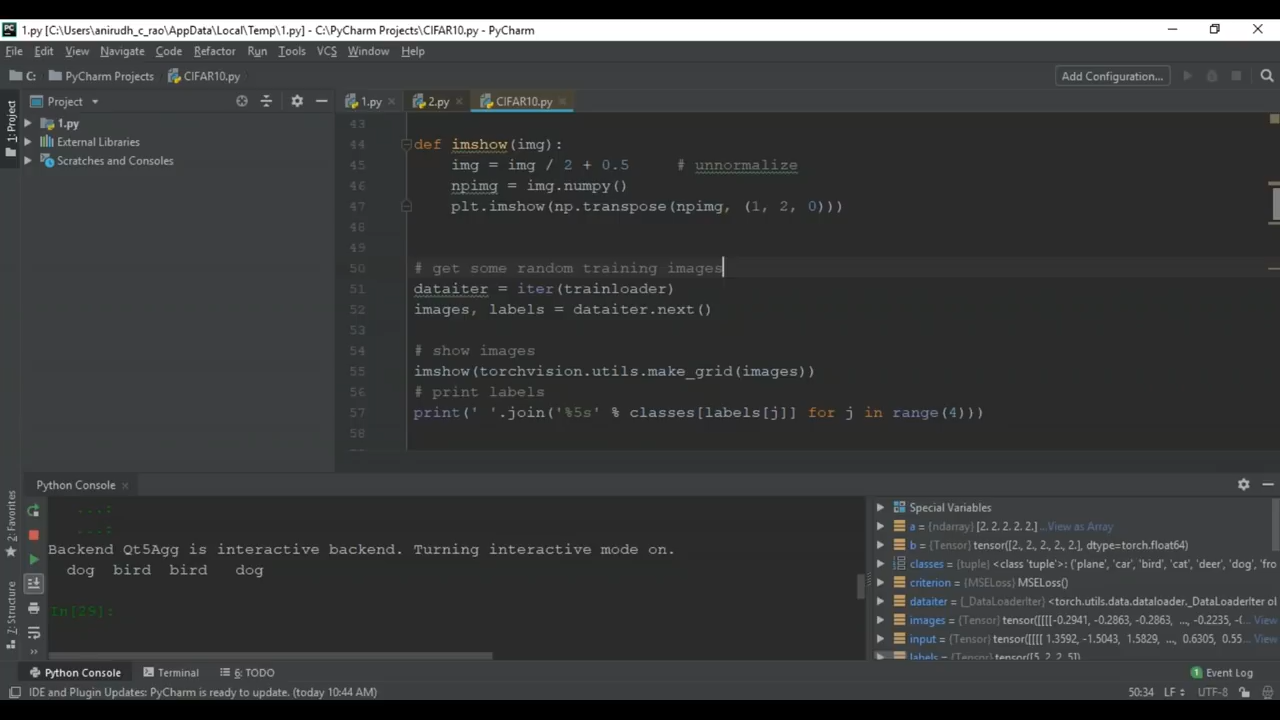 PC 1.py [C:\Users\anirudh_c_rao\AppData\Local\Temp\1.py] - C:\PyCharm Projects\CIFAR10.py - PyCharm
File Edit View Navigate Code Refactor Run Tools VCS Window Help
C: PyCharm Projects CIFAR10.py Add Configuration...
1: Project
Project 1.py 2.py CIFAR10.py
1.py
External Libraries
Scratches and Consoles
43
44 def imshow(img):
45 img = img / 2 + 0.5 # unnormalize
46 npimg = img.numpy()
47 plt.imshow(np.transpose(npimg, (1, 2, 0)))
48
49
50 # get some random training images
51 dataiter = iter(trainloader)
52 images, labels = dataiter.next()
53
54 # show images
55 imshow(torchvision.utils.make_grid(images))
56 # print labels
57 print(' '.join('%5s' % classes[labels[j]] for j in range(4)))
58
2: Favorites
7: Structure
Python Console
...:
...:
Backend Qt5Agg is interactive backend. Turning interactive mode on.
dog bird bird dog
In[29]:
Special Variables
a = {ndarray} [2. 2. 2. 2. 2.] ...View as Array
b = {Tensor} tensor([2., 2., 2., 2., 2.], dtype=torch.float64)
classes = {tuple} <class 'tuple'>: ('plane', 'car', 'bird', 'cat', 'deer', 'dog', 'fro
criterion = {MSELoss} MSELoss()
dataiter = {_DataLoaderIter} <torch.utils.data.dataloader._DataLoaderIter ol
images = {Tensor} tensor([[[[-0.2941, -0.2863, -0.2863, ..., -0.2235, -0 View
input = {Tensor} tensor([[[[ 1.3592, -1.5043, 1.5829, ..., 0.6305, 0.55 View
labels = {Tensor} tensor([5, 2, 2, 5])
Python Console Terminal 6: TODO 1 Event Log
IDE and Plugin Updates: PyCharm is ready to update. (today 10:44 AM) 50:34 LF UTF-8